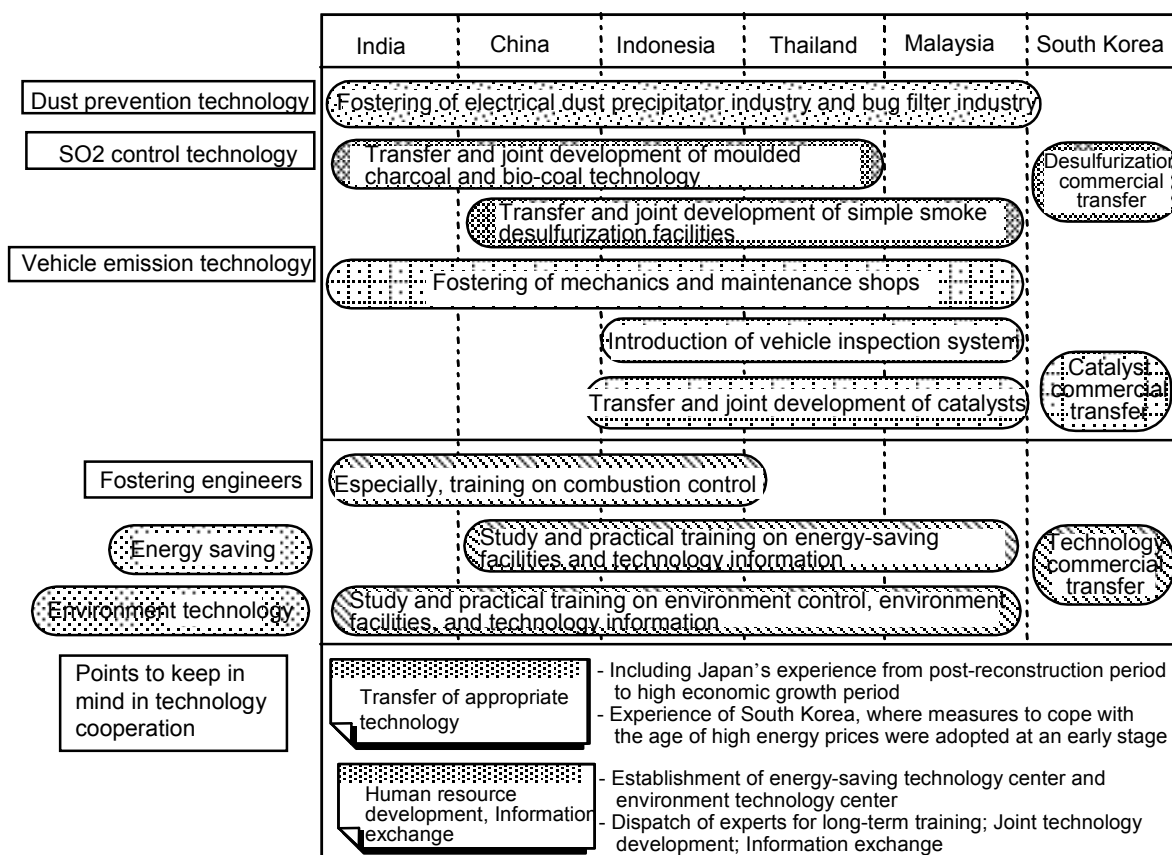 India China Indonesia Thailand Malaysia South Korea
Dust prevention technology
Fostering of electrical dust precipitator industry and bug filter industry
SO2 control technology
Transfer and joint development of moulded
charcoal and bio-coal technology
Desulfurization
commercial
transfer
Transfer and joint development of simple smoke
desulfurization facilities
Vehicle emission technology
Fostering of mechanics and maintenance shops
Introduction of vehicle inspection system
Transfer and joint development of catalysts
Catalyst
commercial
transfer
Fostering engineers
Especially, training on combustion control
Energy saving
Study and practical training on energy-saving
facilities and technology information
Technology
commercial
transfer
Environment technology
Study and practical training on environment control, environment
facilities, and technology information
Points to keep in
mind in technology
cooperation
Transfer of appropriate
technology
- Including Japan's experience from post-reconstruction period
to high economic growth period
- Experience of South Korea, where measures to cope with
the age of high energy prices were adopted at an early stage
Human resource
development, Information
exchange
- Establishment of energy-saving technology center and
environment technology center
- Dispatch of experts for long-term training; Joint technology
development; Information exchange